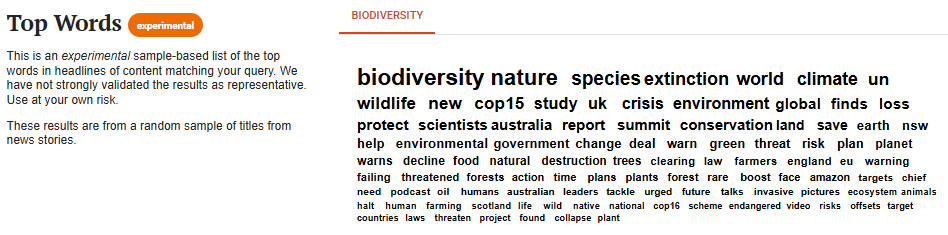 Top Words experimental
This is an experimental sample-based list of the top
words in headlines of content matching your query. We
have not strongly validated the results as representative.
Use at your own risk.
These results are from a random sample of titles from
news stories.
BIODIVERSITY
biodiversity nature species extinction world climate un
wildlife new cop15 study uk crisis environment global finds loss
protect scientists australia report summit conservation land save earth nsw
help environmental government change deal warn green threat risk plan planet
warns decline food natural destruction trees clearing law farmers england eu warning
failing threatened forests action time plans plants forest rare boost face amazon targets chief
need podcast oil humans australian leaders tackle urged future talks invasive pictures ecosystem animals
halt human farming scotland life wild native national cop16 scheme endangered video risks offsets target
countries laws threaten project found collapse plant